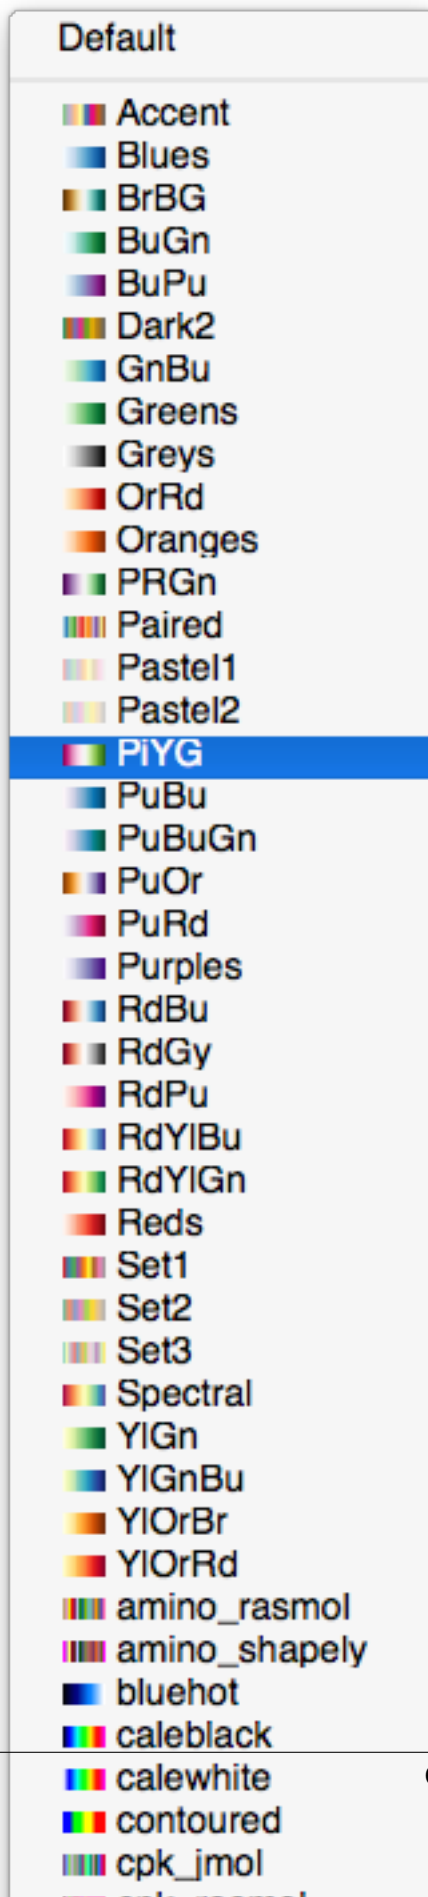 Default
Accent
Blues
BrBG
BuGn
BuPu
Dark2
GnBu
Greens
Greys
OrRd
Oranges
PRGn
Paired
Pastel1
Pastel2
PiYG
PuBu
PuBuGn
PuOr
PuRd
Purples
RdBu
RdGy
RdPu
RdYlBu
RdYlGn
Reds
Set1
Set2
Set3
Spectral
YlGn
YlGnBu
YlOrBr
YlOrRd
amino_rasmol
amino_shapely
bluehot
caleblack
calewhite
contoured
cpk_jmol